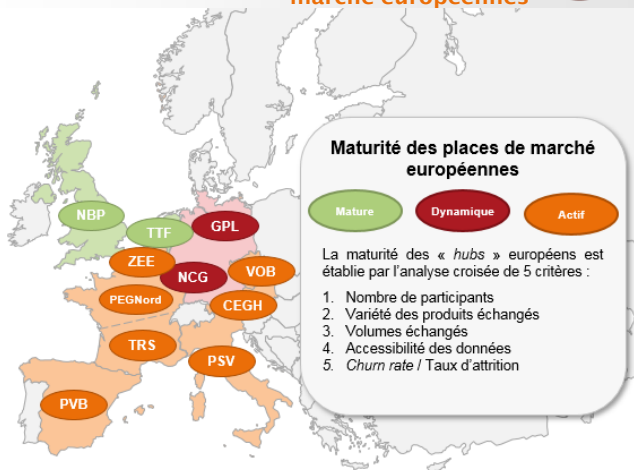 marché européennes
Maturité des places de marché
européennes
Mature
Dynamique
Actif
La maturité des « hubs » européens est
établie par l'analyse croisée de 5 critères :
1. Nombre de participants
2. Variété des produits échangés
3. Volumes échangés
4. Accessibilité des données
5. Churn rate / Taux d'attrition
NBP
TTF
GPL
ZEE
NCG
VOB
PEGNord
CEGH
TRS
PSV
PVB